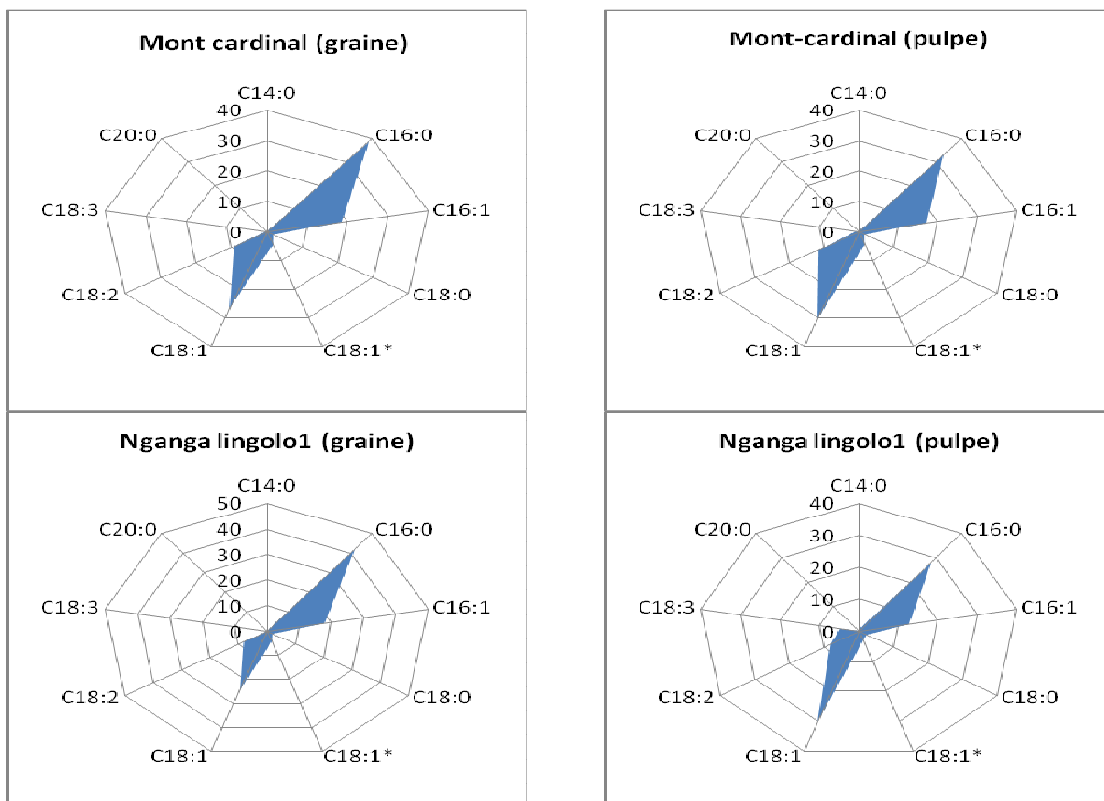 Mont cardinal (graine)
C14:0
40
C20:0
C16:0
30
20
C18:3
C16:1
10
0
C18:2
C18:0
C18:1
C18:1*
Mont-cardinal (pulpe)
C14:0
40
C20:0
C16:0
30
20
C18:3
C16:1
10
0
C18:2
C18:0
C18:1
C18:1*
Nganga lingolo1 (graine)
C14:0
50
C20:0
C16:0
40
30
20
C18:3
C16:1
10
0
C18:2
C18:0
C18:1
C18:1*
Nganga lingolo1 (pulpe)
C14:0
40
C20:0
C16:0
30
20
C18:3
C16:1
10
0
C18:2
C18:0
C18:1
C18:1*